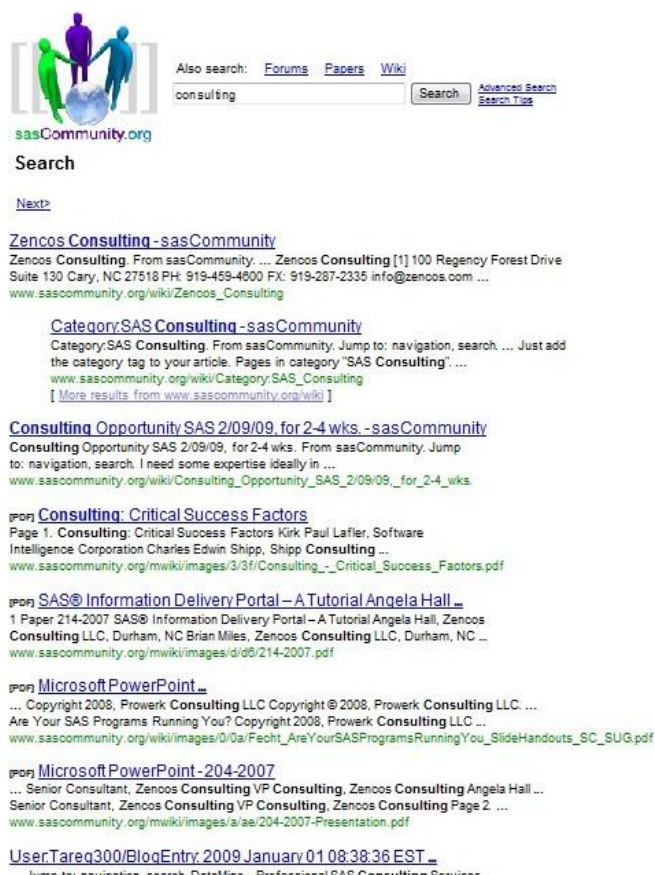 sasCommunity.org
Also search: Forums Papers Wiki
consulting Search Advanced Search
Search Tips
Search
Next>
Zencos Consulting - sasCommunity
Zencos Consulting. From sasCommunity. ... Zencos Consulting [1] 100 Regency Forest Drive
Suite 130 Cary, NC 27518 PH: 919-459-4600 FX: 919-287-2335 info@zencos.com ...
www.sascommunity.org/wiki/Zencos_Consulting
Category:SAS Consulting - sasCommunity
Category:SAS Consulting. From sasCommunity. Jump to: navigation, search. ... Just add
the category tag to your article. Pages in category "SAS Consulting". ...
www.sascommunity.org/wiki/Category:SAS_Consulting
[ More results from www.sascommunity.org/wiki ]
Consulting Opportunity SAS 2/09/09, for 2-4 wks. - sasCommunity
Consulting Opportunity SAS 2/09/09, for 2-4 wks. From sasCommunity. Jump
to: navigation, search. I need some expertise ideally in ...
www.sascommunity.org/wiki/Consulting_Opportunity_SAS_2/09/09,_for_2-4_wks.
[PDF] Consulting: Critical Success Factors
Page 1. Consulting: Critical Success Factors Kirk Paul Lafler, Software
Intelligence Corporation Charles Edwin Shipp, Shipp Consulting ...
www.sascommunity.org/mwiki/images/3/3f/Consulting_-_Critical_Success_Factors.pdf
[PDF] SAS® Information Delivery Portal – A Tutorial Angela Hall ...
1 Paper 214-2007 SAS® Information Delivery Portal – A Tutorial Angela Hall, Zencos
Consulting LLC, Durham, NC Brian Miles, Zencos Consulting LLC, Durham, NC ...
www.sascommunity.org/mwiki/images/d/d6/214-2007.pdf
[PDF] Microsoft PowerPoint ...
... Copyright 2008, Prowerk Consulting LLC Copyright © 2008, Prowerk Consulting LLC. ...
Are Your SAS Programs Running You? Copyright 2008, Prowerk Consulting LLC ...
www.sascommunity.org/wiki/images/0/0a/Fecht_AreYourSASProgramsRunningYou_SlideHandouts_SC_SUG.pdf
[PDF] Microsoft PowerPoint - 204-2007
... Senior Consultant, Zencos Consulting VP Consulting, Zencos Consulting Angela Hall ...
Senior Consultant, Zencos Consulting VP Consulting, Zencos Consulting Page 2. ...
www.sascommunity.org/mwiki/images/a/ae/204-2007-Presentation.pdf
User:Tareq300/BlogEntry: 2009 January 01 08:38:36 EST ...
... Jump to: navigation, search. DataMine - Professional SAS Consulting Services